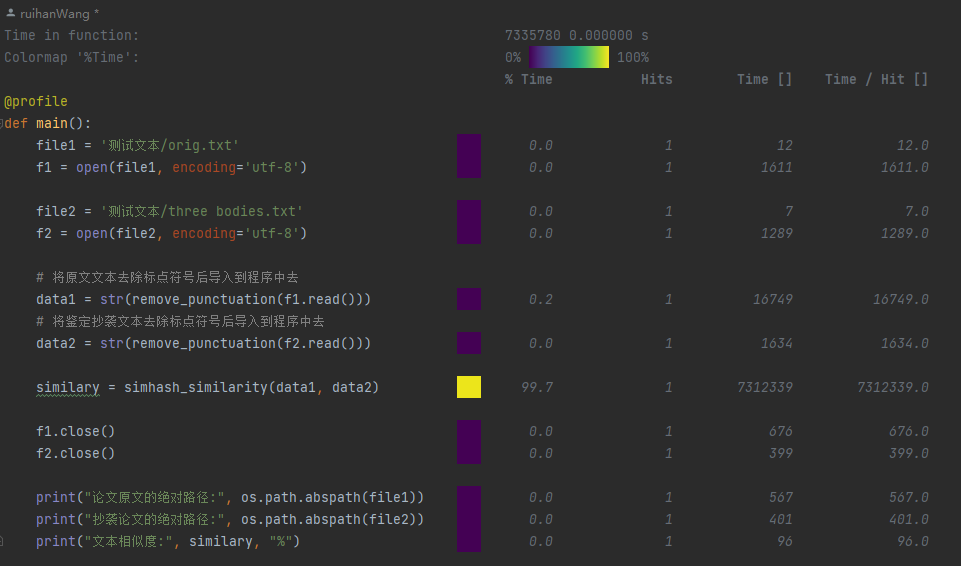 ruihanWang *
Time in function: 7335780 0.000000 s
Colormap '%Time': 0% 100%
% Time Hits Time [] Time / Hit []
@profile
def main():
file1 = '测试文本/orig.txt' 0.0 1 12 12.0
f1 = open(file1, encoding='utf-8') 0.0 1 1611 1611.0
file2 = '测试文本/three bodies.txt' 0.0 1 7 7.0
f2 = open(file2, encoding='utf-8') 0.0 1 1289 1289.0
# 将原文文本去除标点符号后导入到程序中去
data1 = str(remove_punctuation(f1.read())) 0.2 1 16749 16749.0
# 将鉴定抄袭文本去除标点符号后导入到程序中去
data2 = str(remove_punctuation(f2.read())) 0.0 1 1634 1634.0
similary = simhash_similarity(data1, data2) 99.7 1 7312339 7312339.0
f1.close() 0.0 1 676 676.0
f2.close() 0.0 1 399 399.0
print("论文原文的绝对路径:", os.path.abspath(file1)) 0.0 1 567 567.0
print("抄袭论文的绝对路径:", os.path.abspath(file2)) 0.0 1 401 401.0
print("文本相似度:", similary, "%") 0.0 1 96 96.0